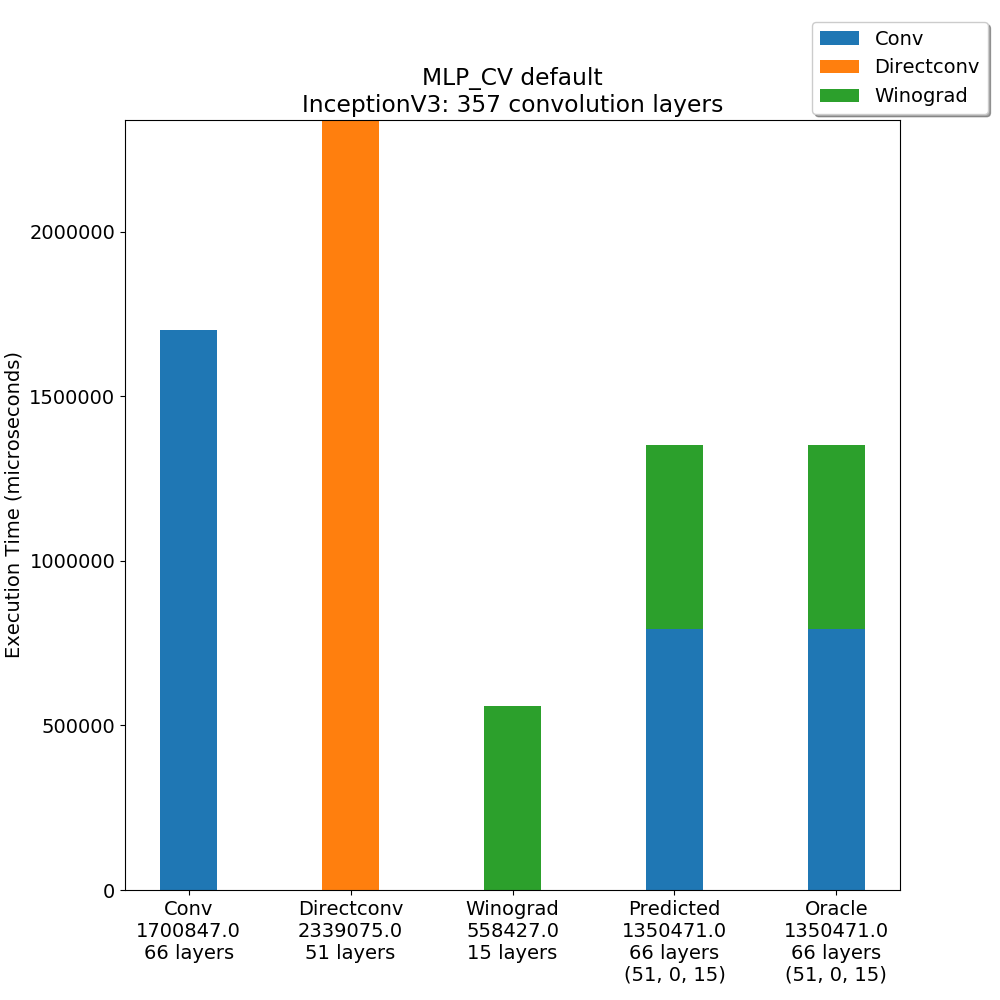 Conv
Directconv
Winograd
MLP_CV default
InceptionV3: 357 convolution layers
Execution Time (microseconds)
2000000
1500000
1000000
500000
0
Conv
1700847.0
66 layers
Directconv
2339075.0
51 layers
Winograd
558427.0
15 layers
Predicted
1350471.0
66 layers
(51, 0, 15)
Oracle
1350471.0
66 layers
(51, 0, 15)